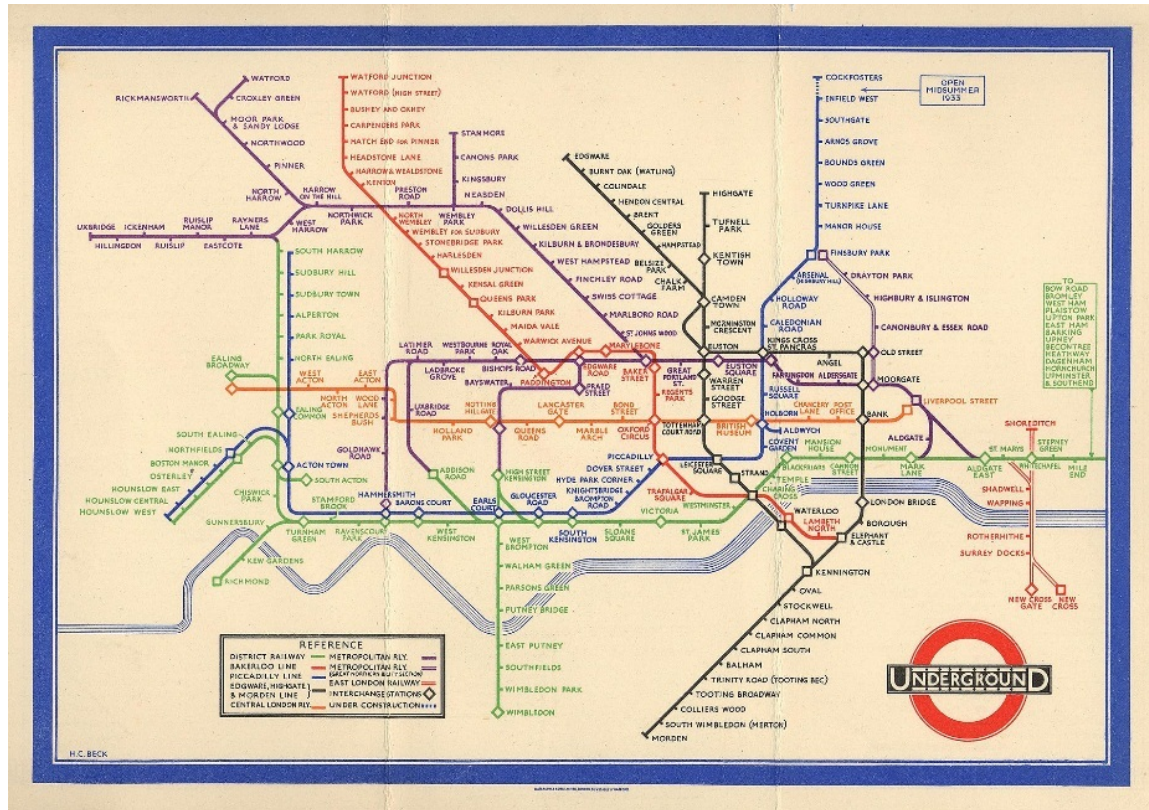 WATFORD
RICKMANSWORTH
CROXLEY GREEN
MOOR PARK
& SANDY LODGE
NORTHWOOD
PINNER
NORTH
HARROW
HARROW
ON THE HILL
NORTHWICK
PARK
PRESTON
ROAD
WEMBLEY
PARK
STANMORE
CANONS PARK
KINGSBURY
NEASDEN
DOLLIS HILL
WILLESDEN GREEN
KILBURN & BRONDESBURY
WEST HAMPSTEAD
FINCHLEY ROAD
SWISS COTTAGE
MARLBORO ROAD
ST JOHNS WOOD
UXBRIDGE
ICKENHAM
RUISLIP
MANOR
RAYNERS
LANE
WEST
HARROW
HILLINGDON
RUISLIP
EASTCOTE
WATFORD JUNCTION
WATFORD (HIGH STREET)
BUSHEY AND OXHEY
CARPENDERS PARK
HATCH END FOR PINNER
HEADSTONE LANE
HARROW & WEALDSTONE
KENTON
NORTH
WEMBLEY
WEMBLEY FOR SUDBURY
STONEBRIDGE PARK
HARLESDEN
WILLESDEN JUNCTION
KENSAL GREEN
QUEENS PARK
KILBURN PARK
MAIDA VALE
WARWICK AVENUE
MARYLEBONE
EDGWARE
BURNT OAK (WATLING)
COLINDALE
HENDON CENTRAL
BRENT
GOLDERS
GREEN
HAMPSTEAD
BELSIZE
PARK
CHALK
FARM
HIGHGATE
TUFNELL
PARK
KENTISH
TOWN
CAMDEN
TOWN
MORNINGTON
CRESCENT
EUSTON
COCKFOSTERS
OPEN
MIDSUMMER
1933
ENFIELD WEST
SOUTHGATE
ARNOS GROVE
BOUNDS GREEN
WOOD GREEN
TURNPIKE LANE
MANOR HOUSE
FINSBURY PARK
ARSENAL
(HIGHBURY HILL)
HOLLOWAY
ROAD
CALEDONIAN
ROAD
KINGS CROSS
ST. PANCRAS
DRAYTON PARK
HIGHBURY & ISLINGTON
CANONBURY & ESSEX ROAD
OLD STREET
ANGEL
MOORGATE
LIVERPOOL STREET
TO
BOW ROAD
BROMLEY
WEST HAM
PLAISTOW
UPTON PARK
EAST HAM
BARKING
UPNEY
BECONTREE
HEATHWAY
DAGENHAM
HORNCHURCH
UPMINSTER
& SOUTHEND
SOUTH HARROW
SUDBURY HILL
SUDBURY TOWN
ALPERTON
PARK ROYAL
NORTH EALING
EALING
BROADWAY
WEST
ACTON
EAST
ACTON
NORTH
ACTON
WOOD
LANE
SHEPHERDS
BUSH
EALING
COMMON
LATIMER
ROAD
LADBROKE
GROVE
WESTBOURNE
PARK
ROYAL
OAK
BISHOPS ROAD
BAYSWATER
PADDINGTON
PRAED
STREET
EDGWARE
ROAD
BAKER
STREET
GREAT
PORTLAND
ST.
REGENTS
PARK
EUSTON
SQUARE
WARREN
STREET
GOODGE
STREET
FARRINGDON
ALDERSGATE
RUSSELL
SQUARE
UXBRIDGE
ROAD
HOLLAND
PARK
NOTTING
HILL GATE
QUEENS
ROAD
LANCASTER
GATE
MARBLE
ARCH
BOND
STREET
OXFORD
CIRCUS
TOTTENHAM
COURT ROAD
BRITISH
MUSEUM
HOLBORN
CHANCERY
LANE
POST
OFFICE
BANK
ALDWYCH
COVENT
GARDEN
SOUTH EALING
NORTHFIELDS
BOSTON MANOR
OSTERLEY
HOUNSLOW EAST
HOUNSLOW CENTRAL
HOUNSLOW WEST
ACTON TOWN
SOUTH ACTON
CHISWICK
PARK
GUNNERSBURY
KEW GARDENS
RICHMOND
TURNHAM
GREEN
STAMFORD
BROOK
RAVENSCOURT
PARK
GOLDHAWK
ROAD
HAMMERSMITH
BARONS COURT
WEST
KENSINGTON
ADDISON
ROAD
HIGH STREET
KENSINGTON
EARLS
COURT
GLOUCESTER
ROAD
SOUTH
KENSINGTON
KNIGHTSBRIDGE
BROMPTON
ROAD
HYDE PARK CORNER
DOVER STREET
PICCADILLY
LEICESTER
SQUARE
SLOANE
SQUARE
VICTORIA
ST JAMES
PARK
WESTMINSTER
TRAFALGAR
SQUARE
STRAND
CHARING
CROSS
TEMPLE
BLACKFRIARS
MANSION
HOUSE
CANNON
STREET
MONUMENT
MARK
LANE
ALDGATE
ALDGATE
EAST
ST MARYS
SHOREDITCH
STEPNEY
GREEN
WHITECHAPEL
MILE
END
SHADWELL
WAPPING
ROTHERHITHE
SURREY DOCKS
NEW CROSS
GATE
NEW
CROSS
WATERLOO
LAMBETH
NORTH
LONDON BRIDGE
BOROUGH
ELEPHANT
& CASTLE
KENNINGTON
OVAL
STOCKWELL
CLAPHAM NORTH
CLAPHAM COMMON
CLAPHAM SOUTH
BALHAM
TRINITY ROAD (TOOTING BEC)
TOOTING BROADWAY
COLLIERS WOOD
SOUTH WIMBLEDON (MERTON)
MORDEN
WEST
BROMPTON
WALHAM GREEN
PARSONS GREEN
PUTNEY BRIDGE
EAST PUTNEY
SOUTHFIELDS
WIMBLEDON PARK
WIMBLEDON
REFERENCE
DISTRICT RAILWAY
BAKERLOO LINE
PICCADILLY LINE
EDGWARE, HIGHGATE
& MORDEN LINE
CENTRAL LONDON RLY.
METROPOLITAN RLY.
METROPOLITAN RLY.
(GREAT NORTHERN & CITY SECTION)
EAST LONDON RAILWAY
INTERCHANGE STATIONS
UNDER CONSTRUCTION
UNDERGROUND
H.C. BECK